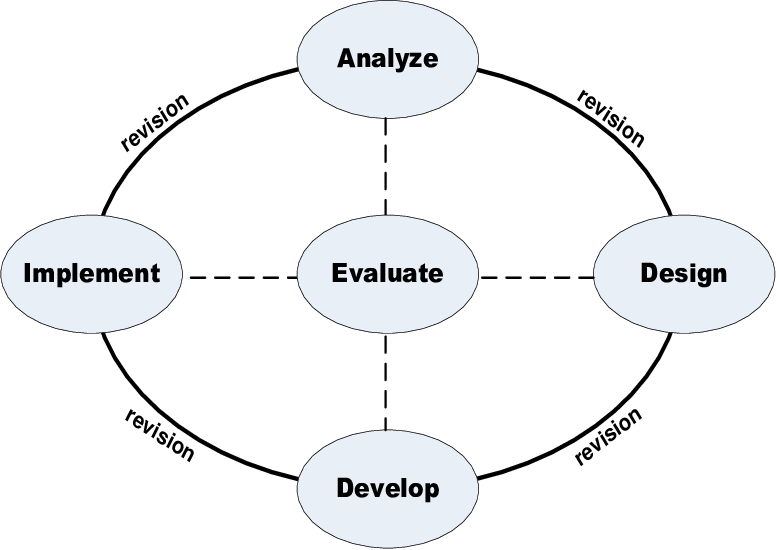 Analyze
revision
revision
Implement
Evaluate
Design
revision
revision
Develop